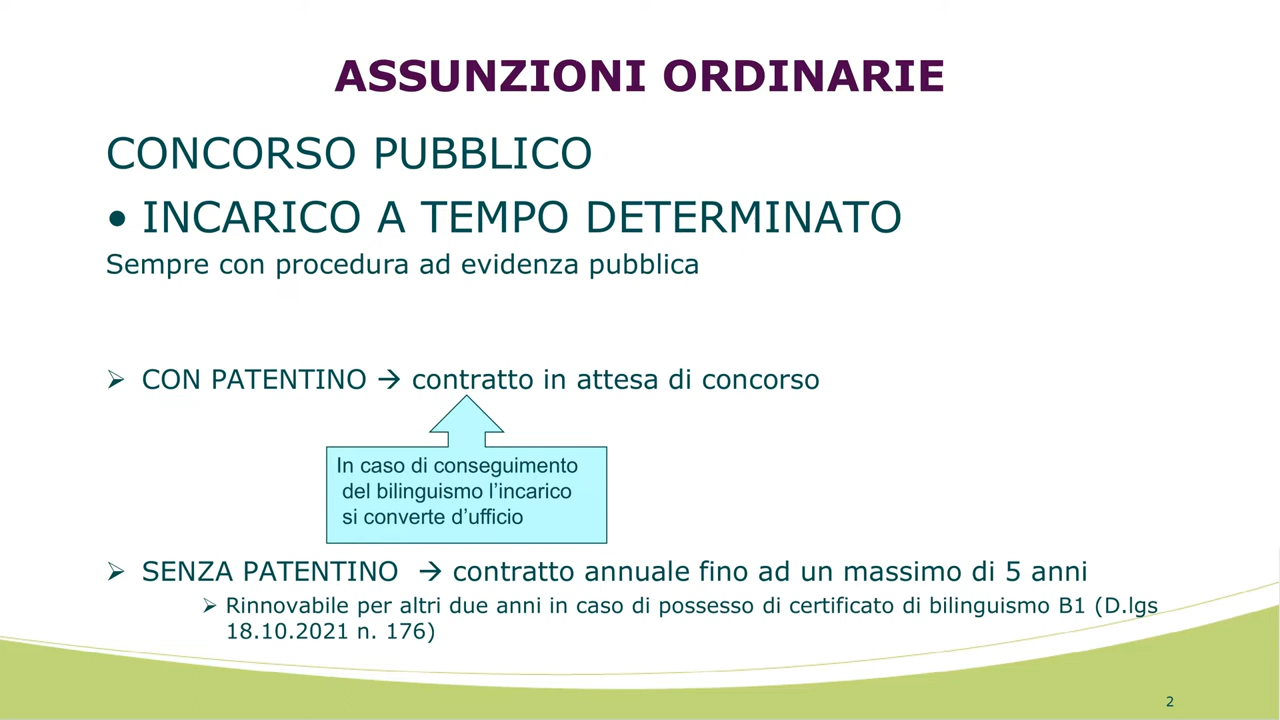 ASSUNZIONI ORDINARIE
CONCORSO PUBBLICO
• INCARICO A TEMPO DETERMINATO
Sempre con procedura ad evidenza pubblica
➢ CON PATENTINO → contratto in attesa di concorso
In caso di conseguimento
del bilinguismo l’incarico
si converte d’ufficio
➢ SENZA PATENTINO → contratto annuale fino ad un massimo di 5 anni
➢ Rinnovabile per altri due anni in caso di possesso di certificato di bilinguismo B1 (D.lgs
18.10.2021 n. 176)
2